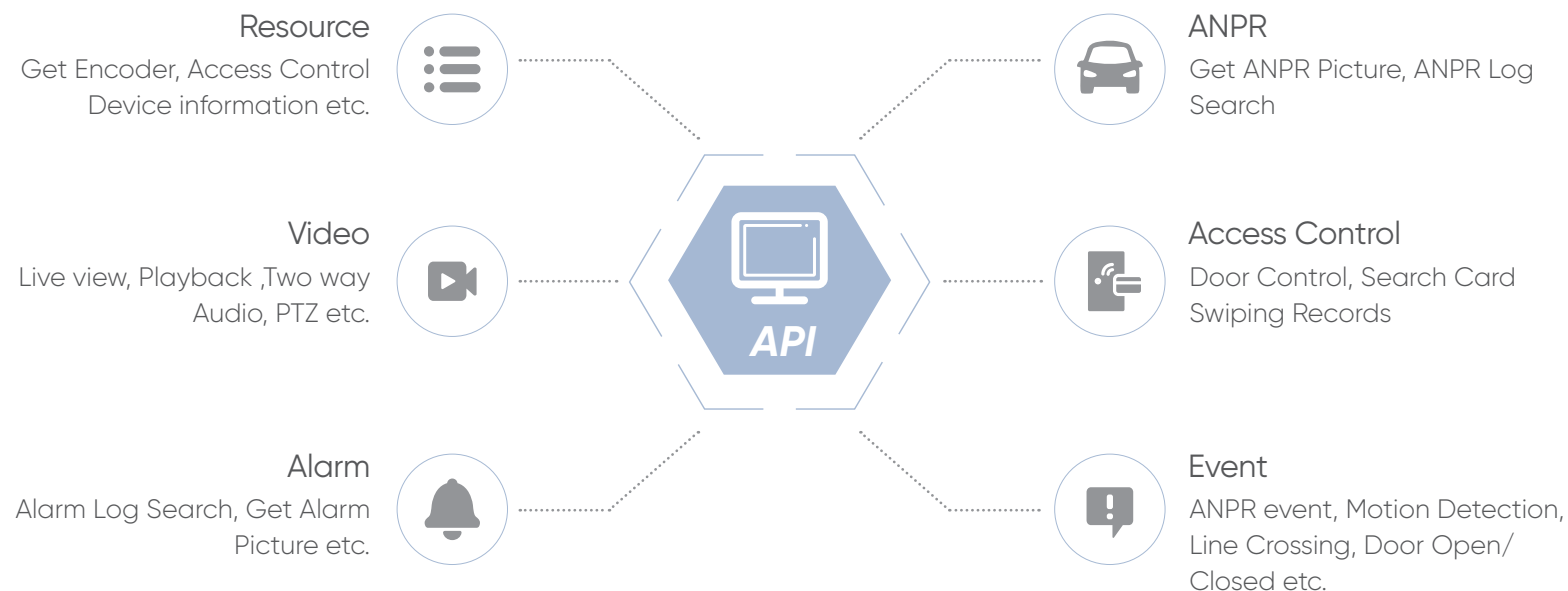 Resource
Get Encoder, Access Control
Device information etc.
Video
Live view, Playback ,Two way
Audio, PTZ etc.
Alarm
Alarm Log Search, Get Alarm
Picture etc.
API
ANPR
Get ANPR Picture, ANPR Log
Search
Access Control
Door Control, Search Card
Swiping Records
Event
ANPR event, Motion Detection,
Line Crossing, Door Open/
Closed etc.